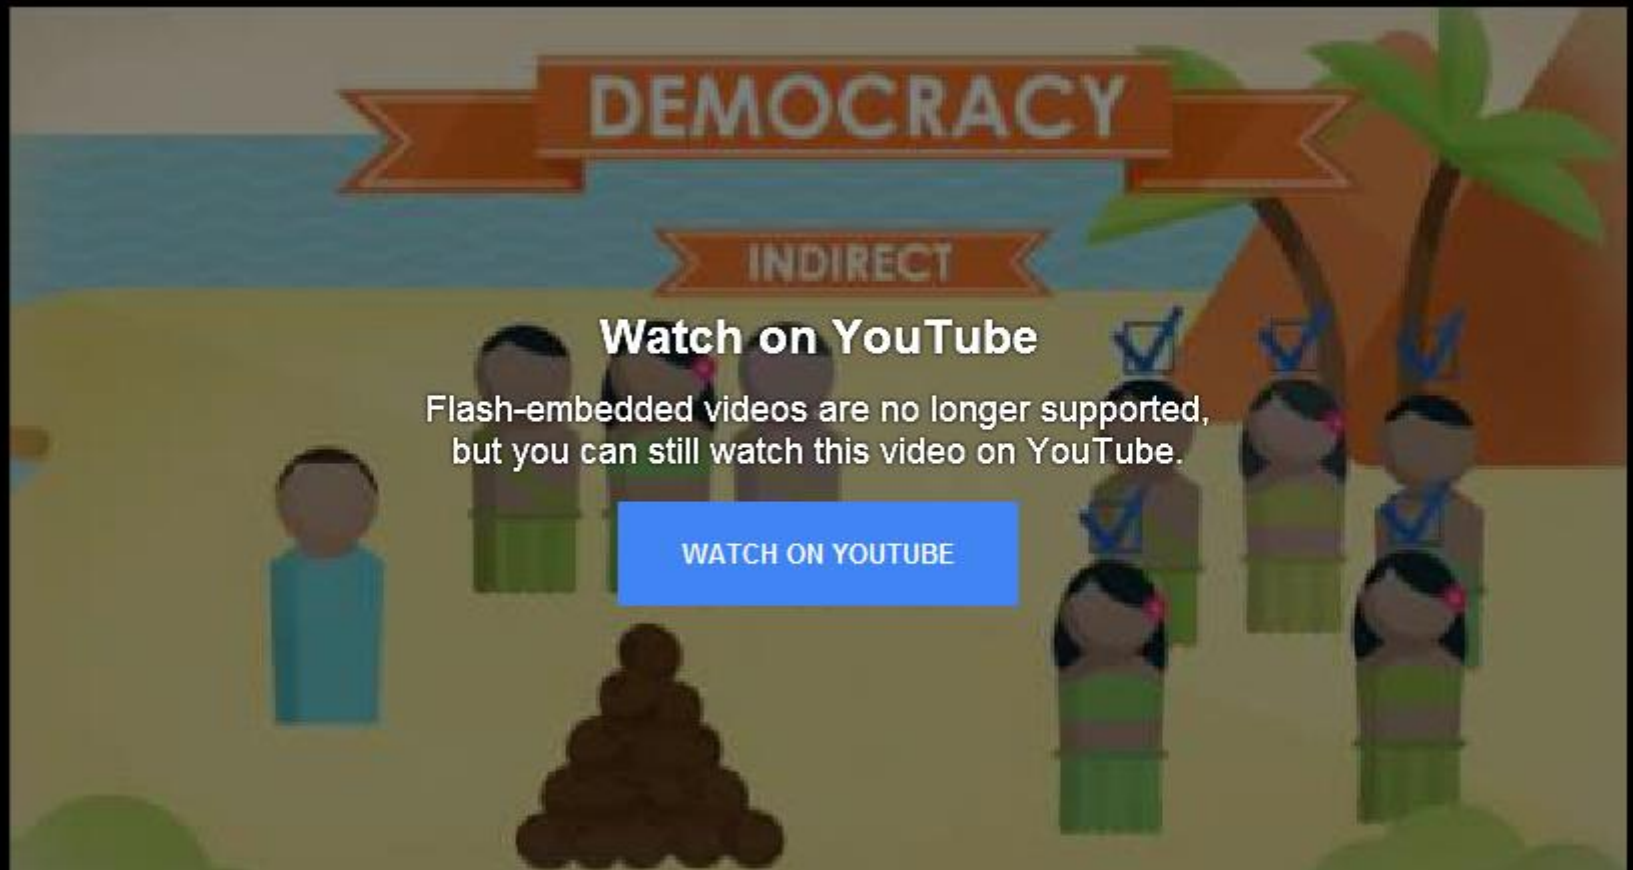 DEMOCRACY
INDIRECT
Watch on YouTube
Flash-embedded videos are no longer supported,
but you can still watch this video on YouTube.
WATCH ON YOUTUBE